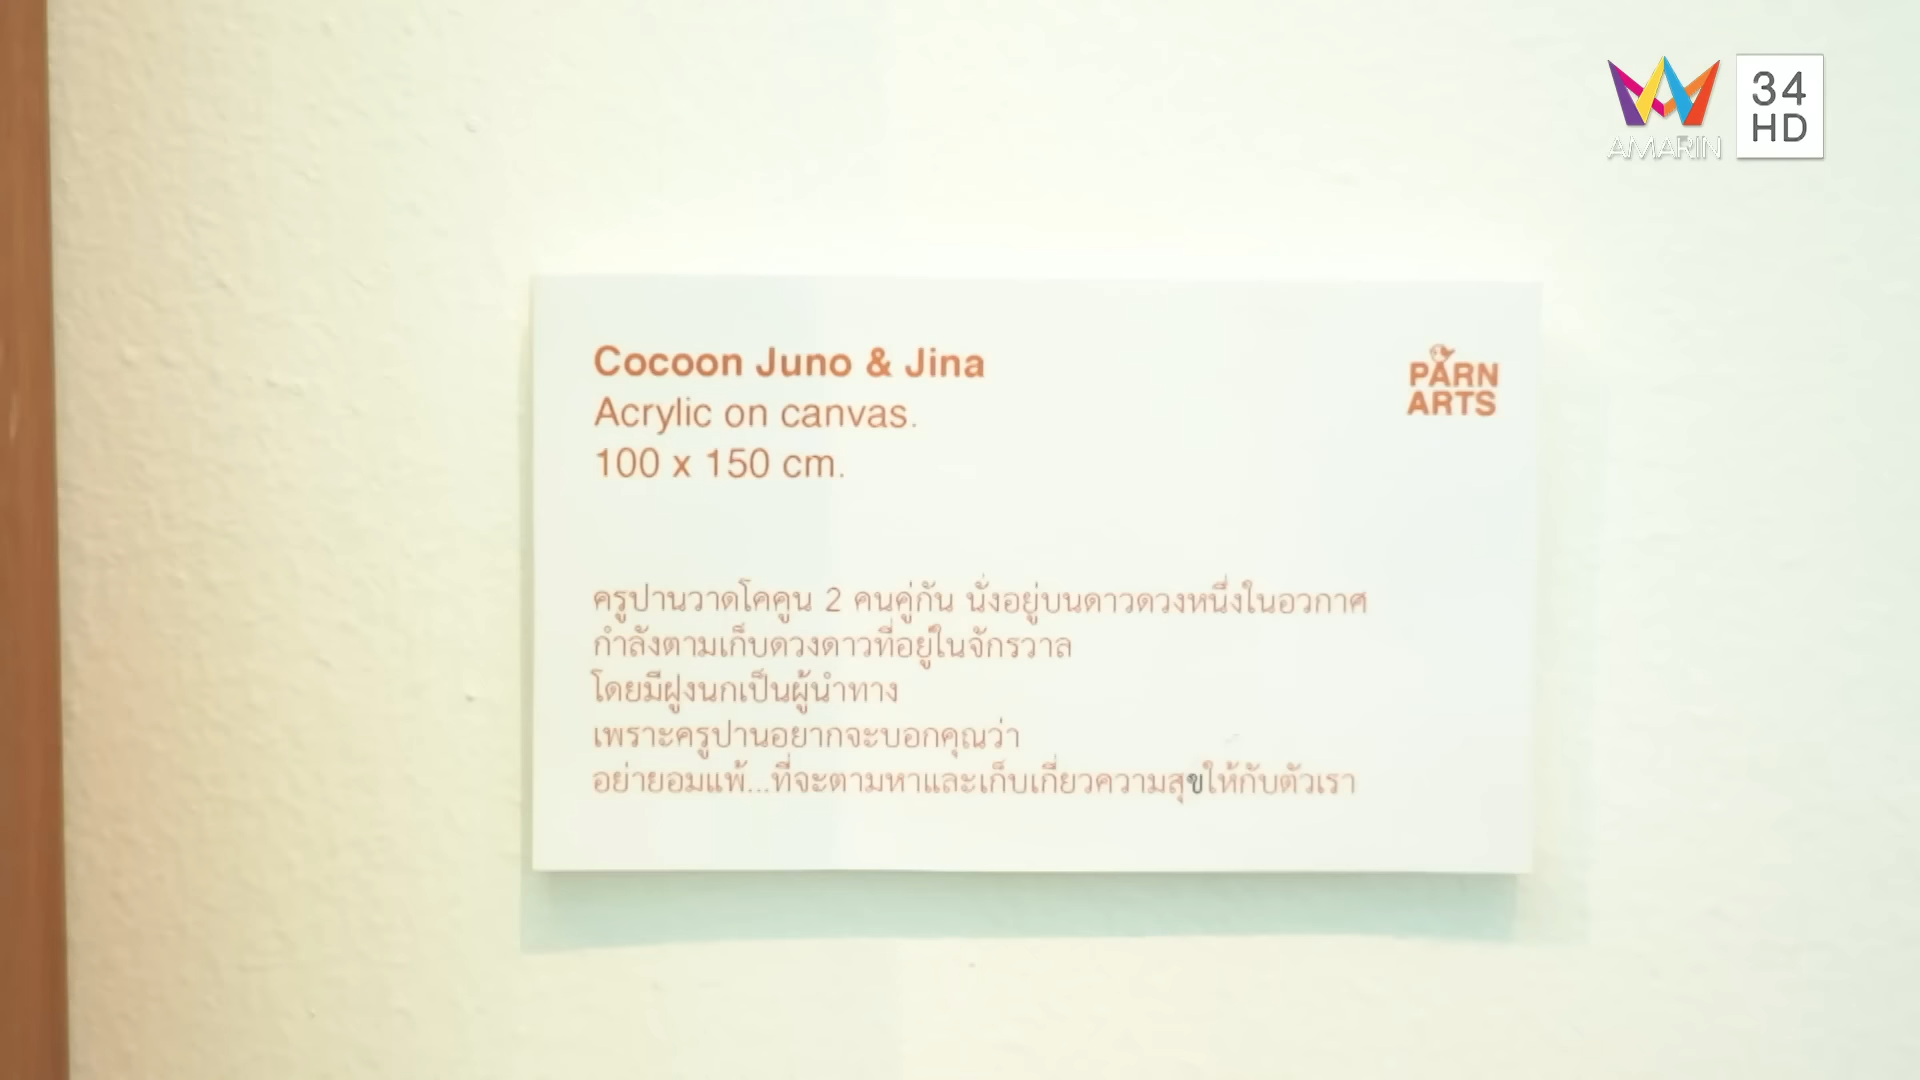 AMARIN
34
HD
Cocoon Juno & Jina
Acrylic on canvas.
100 x 150 cm.
PARN
ARTS
ครูปานวาดโคคูน 2 คนคู่กัน นั่งอยู่บนดาวดวงหนึ่งในอวกาศ
กำลังตามเก็บดวงดาวที่อยู่ในจักรวาล
โดยมีฝูงนกเป็นผู้นำทาง
เพราะครูปานอยากจะบอกคุณว่า
อย่ายอมแพ้...ที่จะตามหาและเก็บเกี่ยวความสุขให้กับตัวเรา